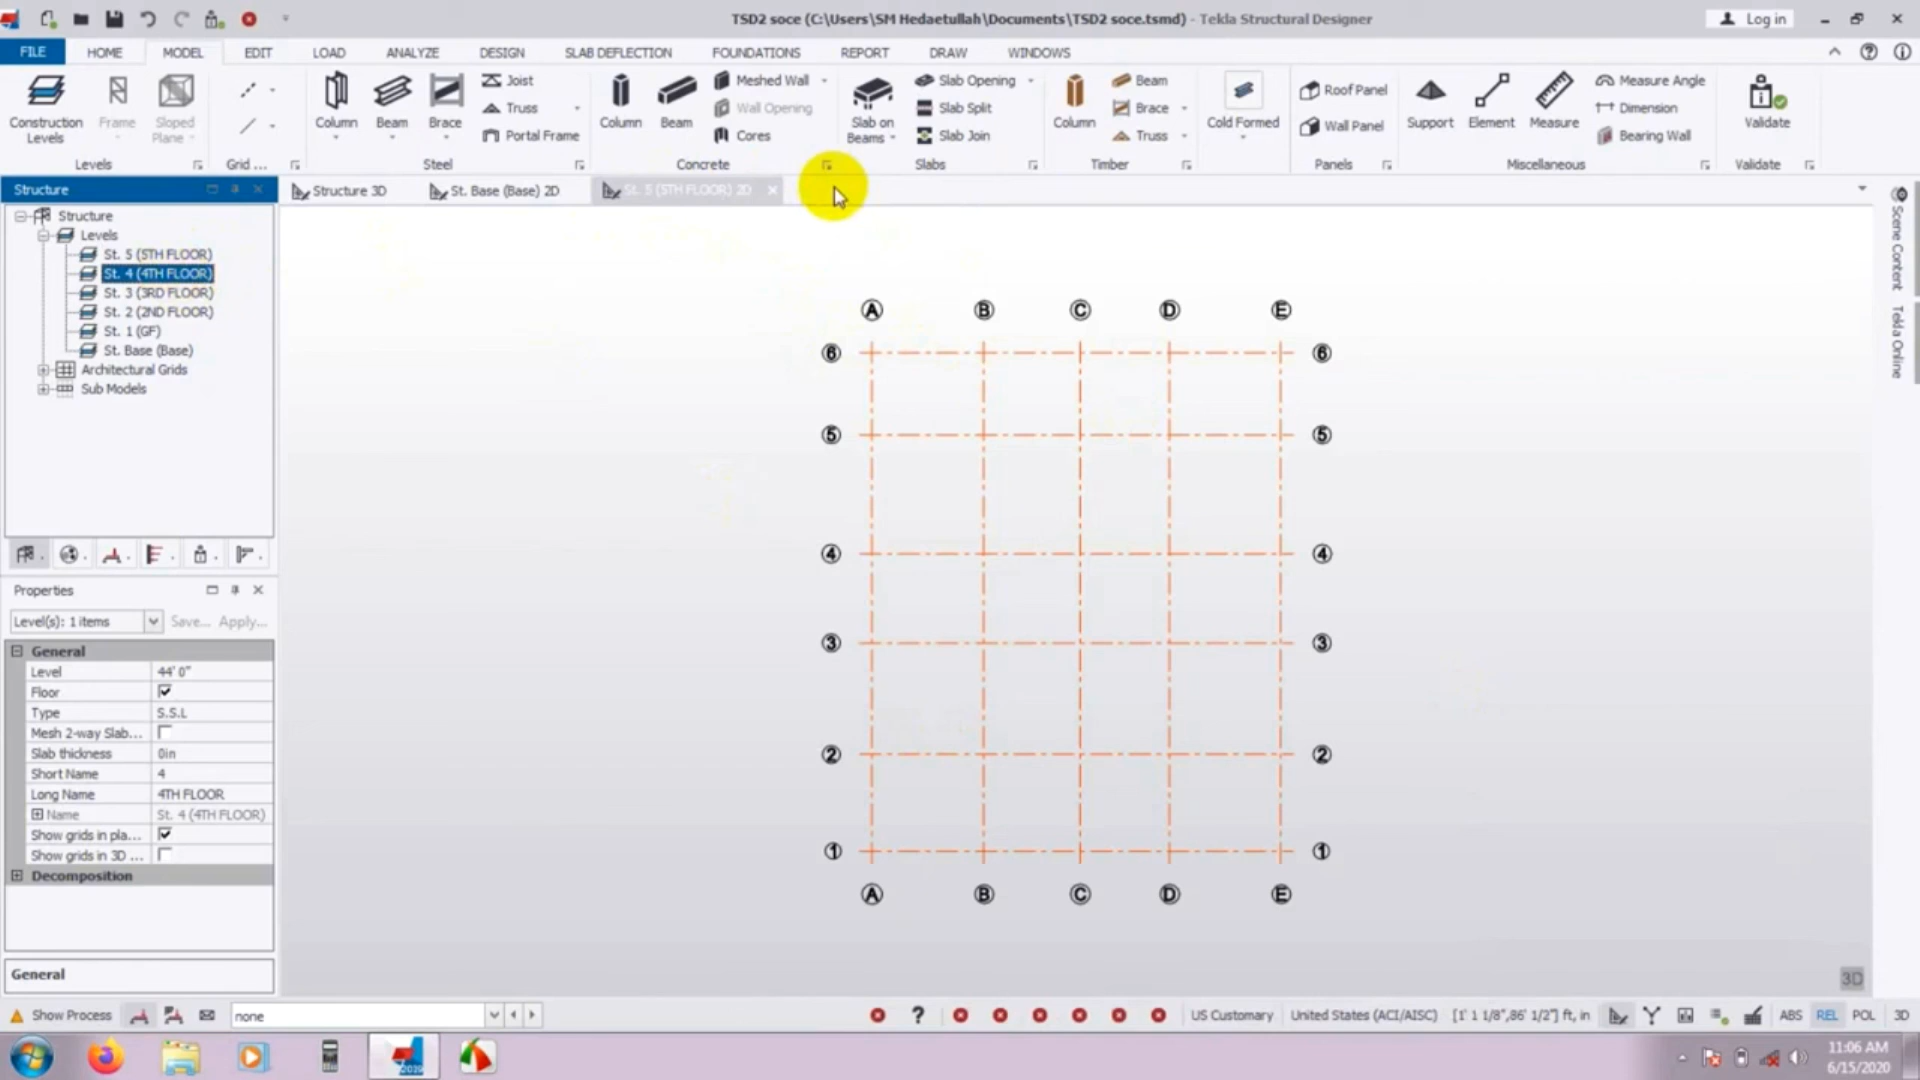 TSD2 soce (C:\Users\SM Hedaetullah\Documents\TSD2 soce.tsmd) - Tekla Structural Designer
Log in
FILE HOME MODEL EDIT LOAD ANALYZE DESIGN SLAB DEFLECTION FOUNDATIONS REPORT DRAW WINDOWS
Construction Levels
Frame
Sloped Plane
Levels
Grid ...
Column
Beam
Brace
Joist
Truss
Portal Frame
Steel
Column
Beam
Meshed Wall
Wall Opening
Cores
Concrete
Slab on Beams
Slab Opening
Slab Split
Slab Join
Slabs
Column
Beam
Brace
Truss
Timber
Cold Formed
Roof Panel
Wall Panel
Panels
Support
Element
Measure
Measure Angle
Dimension
Bearing Wall
Miscellaneous
Validate
Validate
Structure
Structure 3D
St. Base (Base) 2D
St. 5 (5TH FLOOR) 2D
Structure
Levels
St. 5 (5TH FLOOR)
St. 4 (4TH FLOOR)
St. 3 (3RD FLOOR)
St. 2 (2ND FLOOR)
St. 1 (GF)
St. Base (Base)
Architectural Grids
Sub Models
Scene Content
Tekla Online
A B C D E
6 6
5 5
4 4
3 3
2 2
1 1
A B C D E
3D
Properties
Level(s): 1 items Save... Apply...
General
Level 44' 0"
Floor
Type S.S.L
Mesh 2-way Slab...
Slab thickness 0in
Short Name 4
Long Name 4TH FLOOR
Name St. 4 (4TH FLOOR)
Show grids in pla...
Show grids in 3D ...
Decomposition
General
Show Process none ? US Customary United States (ACI/AISC) [1' 1 1/8",86' 1/2"] ft, in ABS REL POL 3D
2019
11:06 AM
6/15/2020